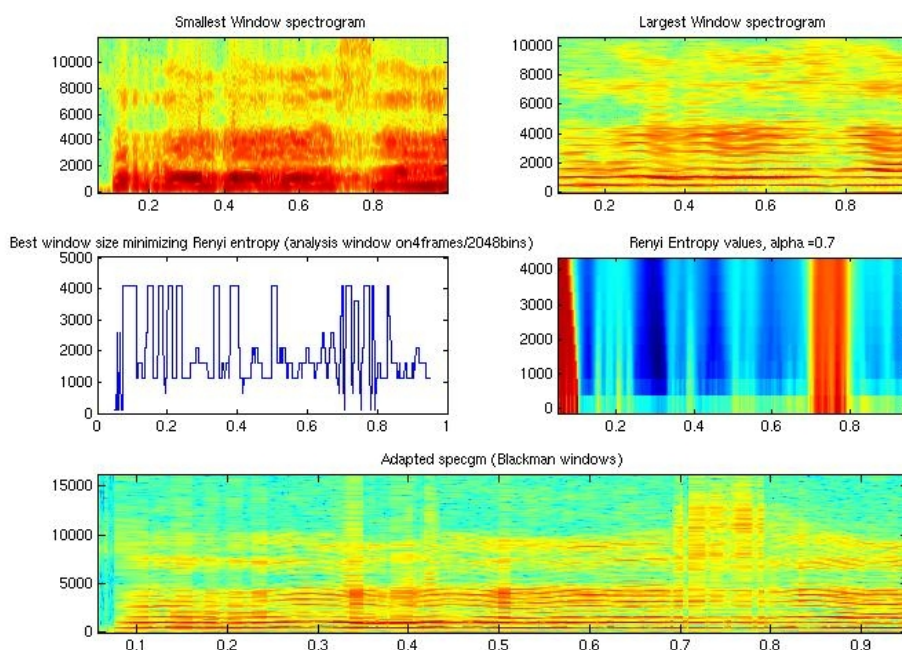 Smallest Window spectrogram
10000
8000
6000
4000
2000
0
0.2 0.4 0.6 0.8
Largest Window spectrogram
10000
8000
6000
4000
2000
0
0.2 0.4 0.6 0.8
Best window size minimizing Renyi entropy (analysis window on4frames/2048bins)
5000
4000
3000
2000
1000
0
0 0.2 0.4 0.6 0.8 1
Renyi Entropy values, alpha =0.7
4000
3000
2000
1000
0
0.2 0.4 0.6 0.8
Adapted specgm (Blackman windows)
15000
10000
5000
0
0.1 0.2 0.3 0.4 0.5 0.6 0.7 0.8 0.9